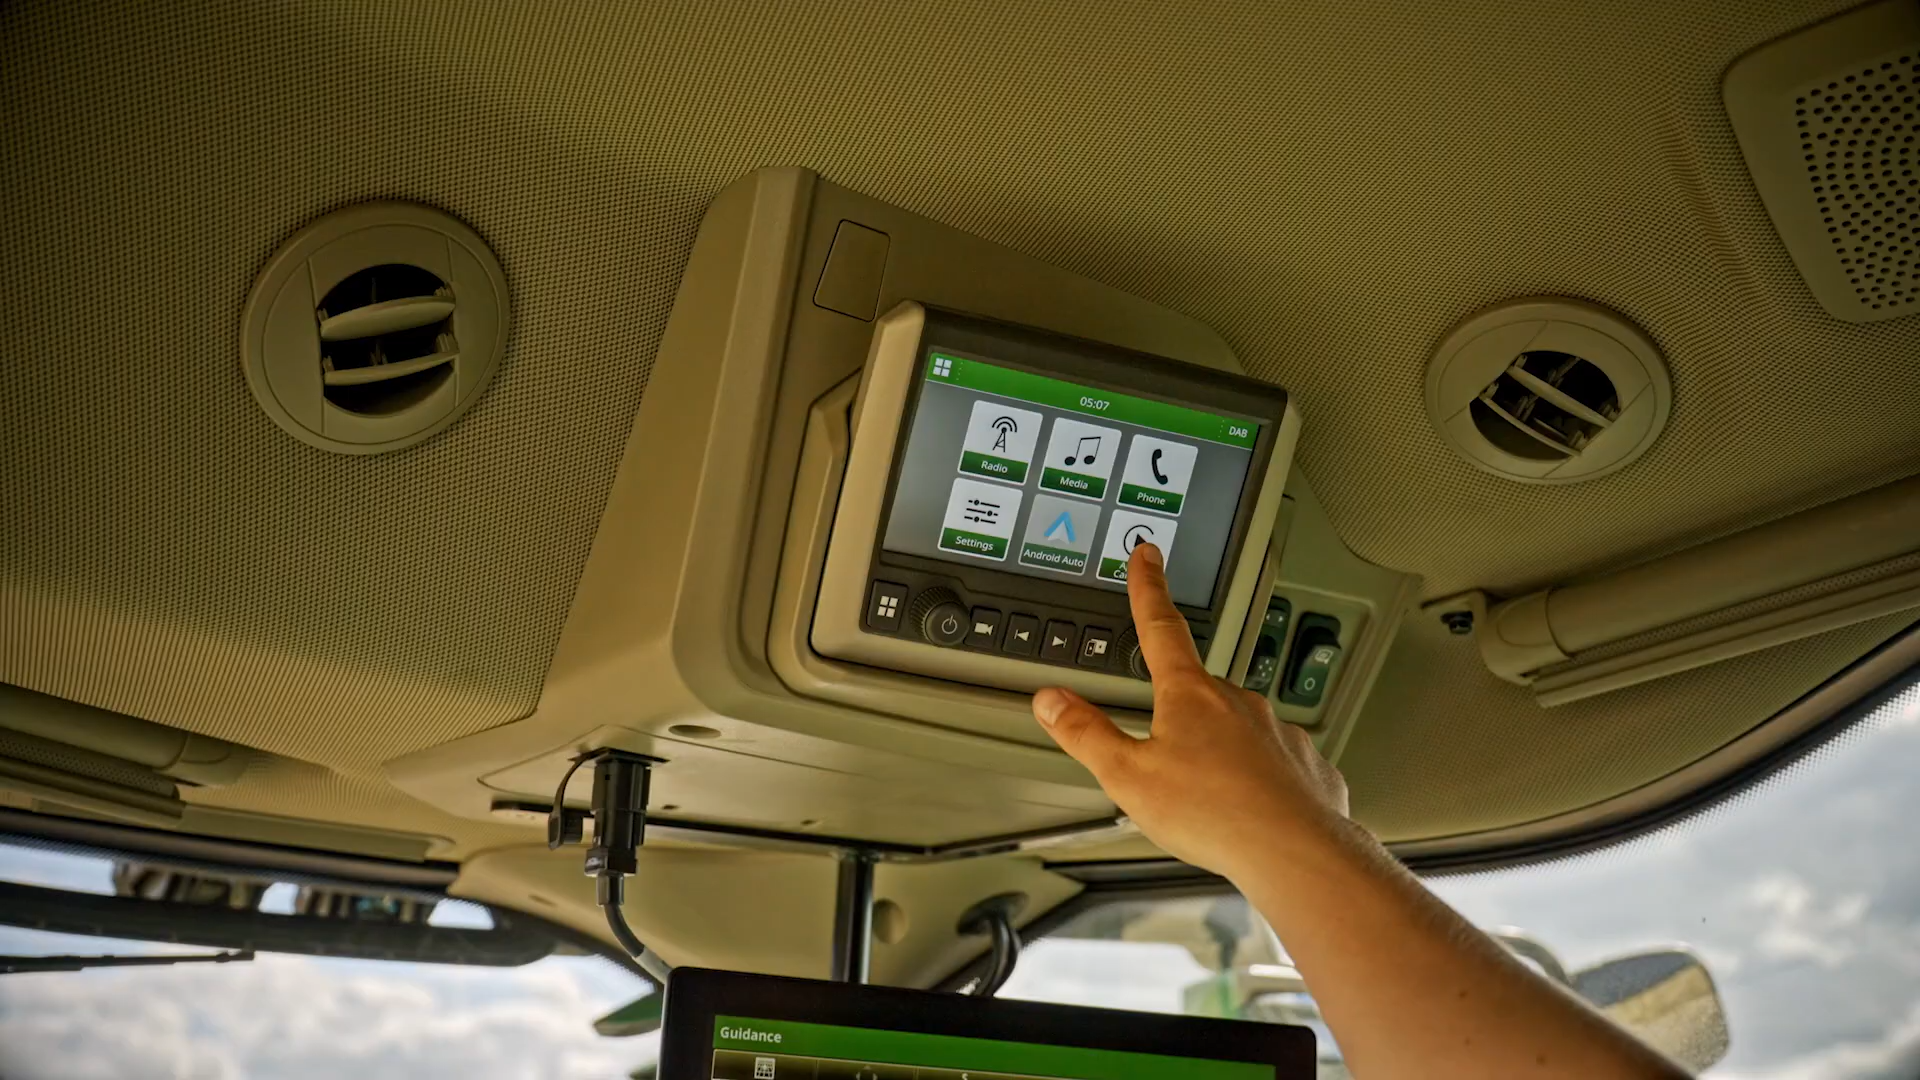 05:07
DAB
Radio
Media
Phone
Settings
Android Auto
Guidance